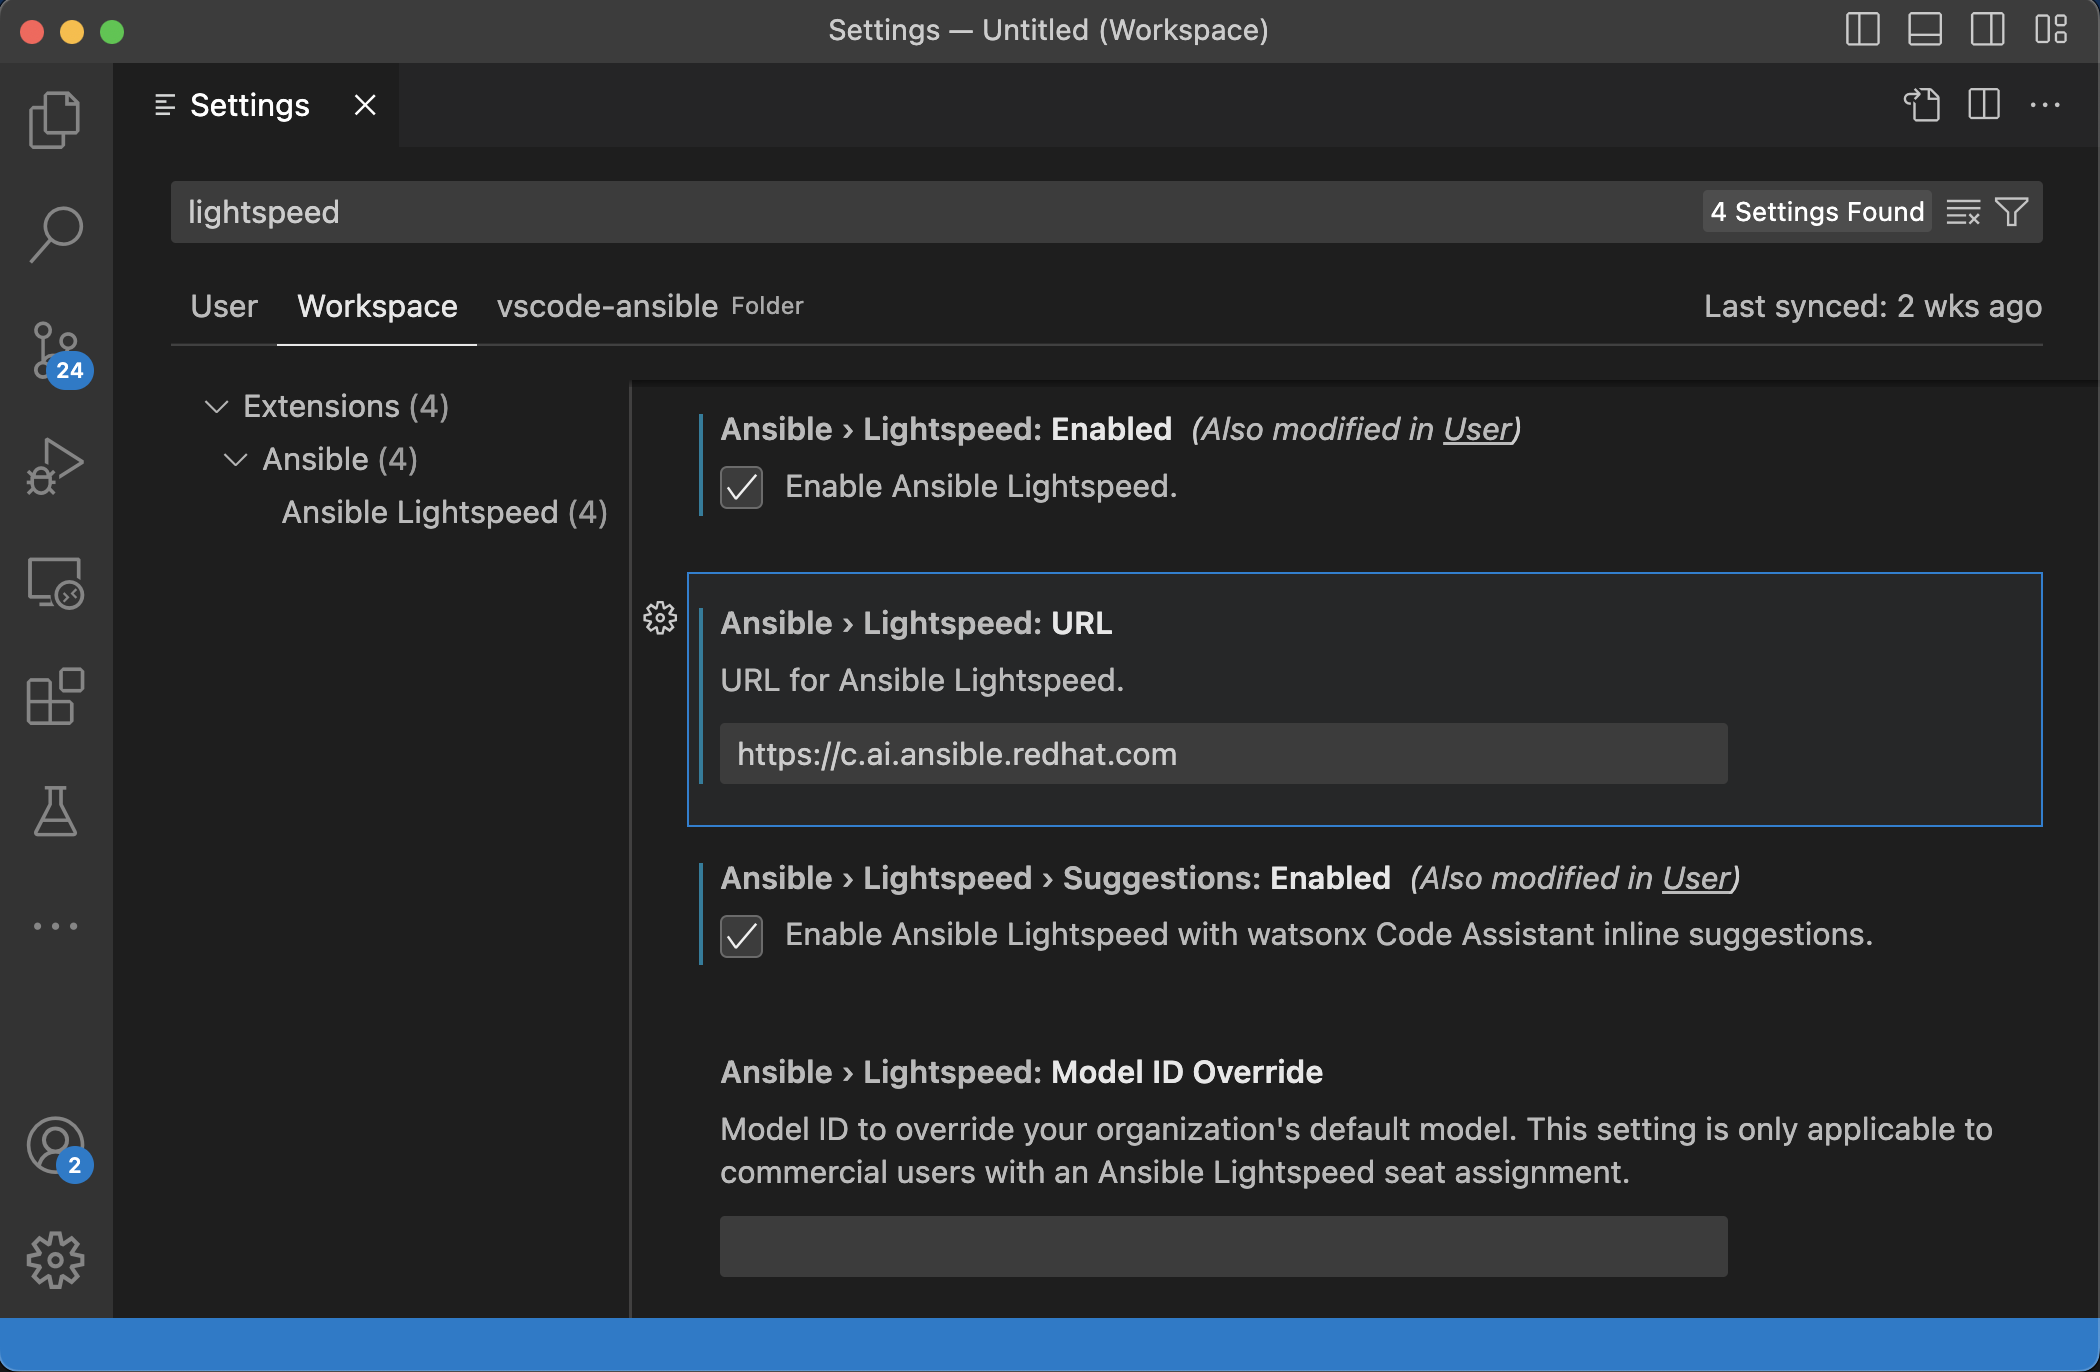 Settings — Untitled (Workspace)
Settings
lightspeed
4 Settings Found
User Workspace vscode-ansible Folder
Last synced: 2 wks ago
24
Extensions (4)
Ansible (4)
Ansible Lightspeed (4)
Ansible › Lightspeed: Enabled (Also modified in User)
Enable Ansible Lightspeed.
Ansible › Lightspeed: URL
URL for Ansible Lightspeed.
https://c.ai.ansible.redhat.com
Ansible › Lightspeed › Suggestions: Enabled (Also modified in User)
Enable Ansible Lightspeed with watsonx Code Assistant inline suggestions.
Ansible › Lightspeed: Model ID Override
Model ID to override your organization's default model. This setting is only applicable to
commercial users with an Ansible Lightspeed seat assignment.
2